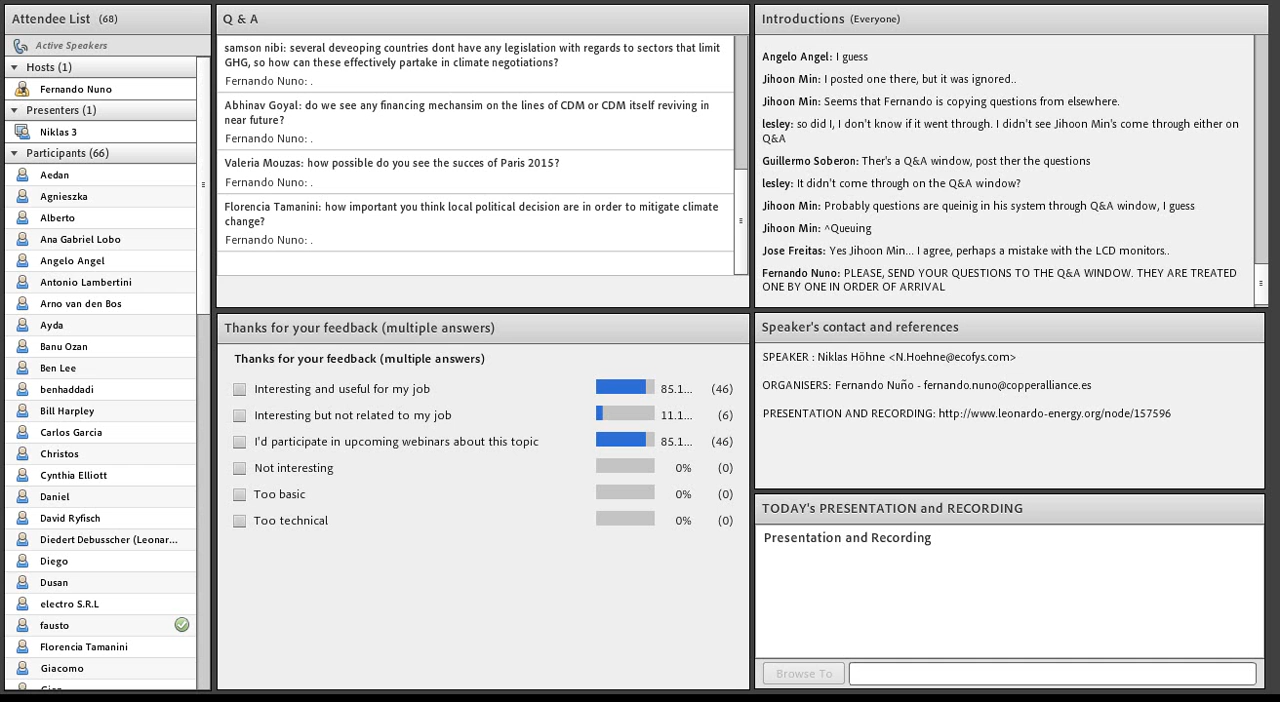 Attendee List (68)
Active Speakers
Hosts (1)
Fernando Nuno
Presenters (1)
Niklas 3
Participants (66)
Aedan
Agnieszka
Alberto
Ana Gabriel Lobo
Angelo Angel
Antonio Lambertini
Arno van den Bos
Ayda
Banu Ozan
Ben Lee
benhaddadi
Bill Harpley
Carlos Garcia
Christos
Cynthia Elliott
Daniel
David Ryfisch
Diedert Debusscher (Leonar...
Diego
Dusan
electro S.R.L
fausto
Florencia Tamanini
Giacomo
Q & A
samson nibi: several deveoping countries dont have any legislation with regards to sectors that limit
GHG, so how can these effectively partake in climate negotiations?
Fernando Nuno: .
Abhinav Goyal: do we see any financing mechansim on the lines of CDM or CDM itself reviving in
near future?
Fernando Nuno: .
Valeria Mouzas: how possible do you see the succes of Paris 2015?
Fernando Nuno: .
Florencia Tamanini: how important you think local political decision are in order to mitigate climate
change?
Fernando Nuno: .
Thanks for your feedback (multiple answers)
Thanks for your feedback (multiple answers)
Interesting and useful for my job 85.1... (46)
Interesting but not related to my job 11.1... (6)
I'd participate in upcoming webinars about this topic 85.1... (46)
Not interesting 0% (0)
Too basic 0% (0)
Too technical 0% (0)
Introductions (Everyone)
Angelo Angel: I guess
Jihoon Min: I posted one there, but it was ignored..
Jihoon Min: Seems that Fernando is copying questions from elsewhere.
lesley: so did I, I don't know if it went through. I didn't see Jihoon Min's come through either on
Q&A
Guillermo Soberon: Ther's a Q&A window, post ther the questions
lesley: It didn't come through on the Q&A window?
Jihoon Min: Probably questions are queinig in his system through Q&A window, I guess
Jihoon Min: ^Queuing
Jose Freitas: Yes Jihoon Min... I agree, perhaps a mistake with the LCD monitors..
Fernando Nuno: PLEASE, SEND YOUR QUESTIONS TO THE Q&A WINDOW. THEY ARE TREATED
ONE BY ONE IN ORDER OF ARRIVAL
Speaker's contact and references
SPEAKER : Niklas Höhne <N.Hoehne@ecofys.com>
ORGANISERS: Fernando Nuño - fernando.nuno@copperalliance.es
PRESENTATION AND RECORDING: http://www.leonardo-energy.org/node/157596
TODAY's PRESENTATION and RECORDING
Presentation and Recording
Browse To